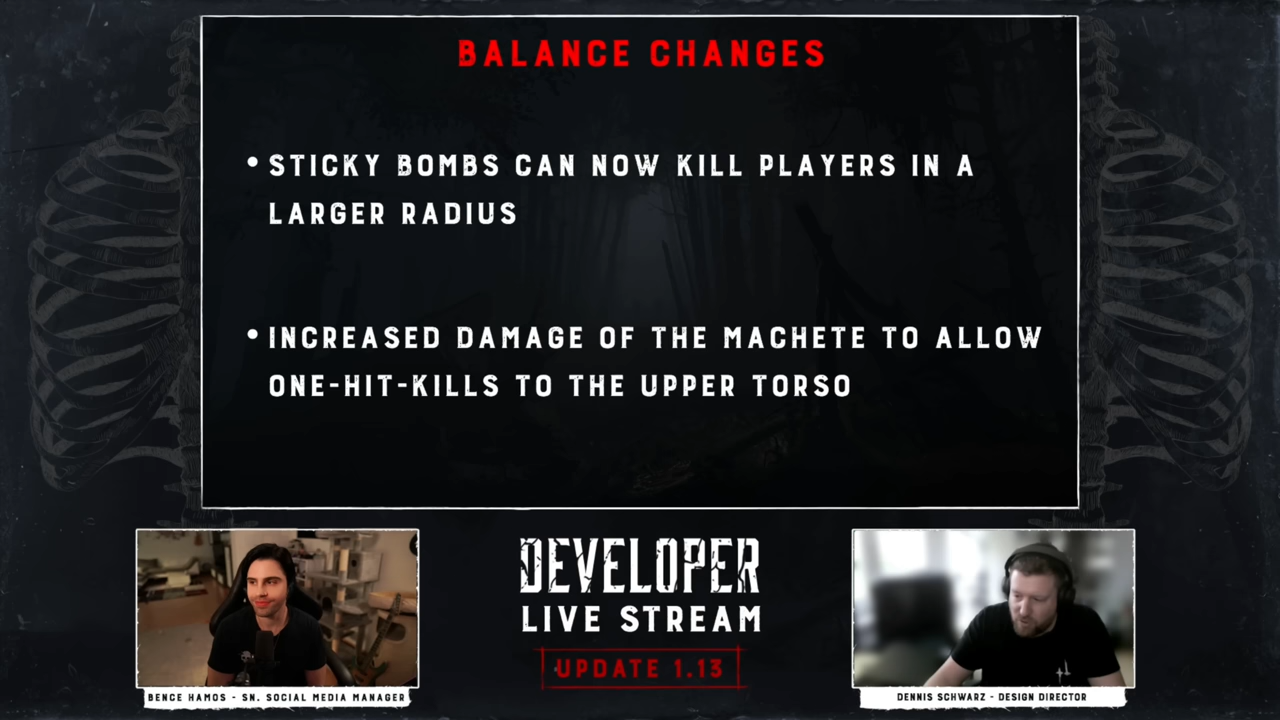 BALANCE CHANGES
• STICKY BOMBS CAN NOW KILL PLAYERS IN A
LARGER RADIUS
• INCREASED DAMAGE OF THE MACHETE TO ALLOW
ONE-HIT-KILLS TO THE UPPER TORSO
DEVELOPER
LIVE STREAM
UPDATE 1.13
BENCE HAMOS - SN. SOCIAL MEDIA MANAGER
DENNIS SCHWARZ - DESIGN DIRECTOR